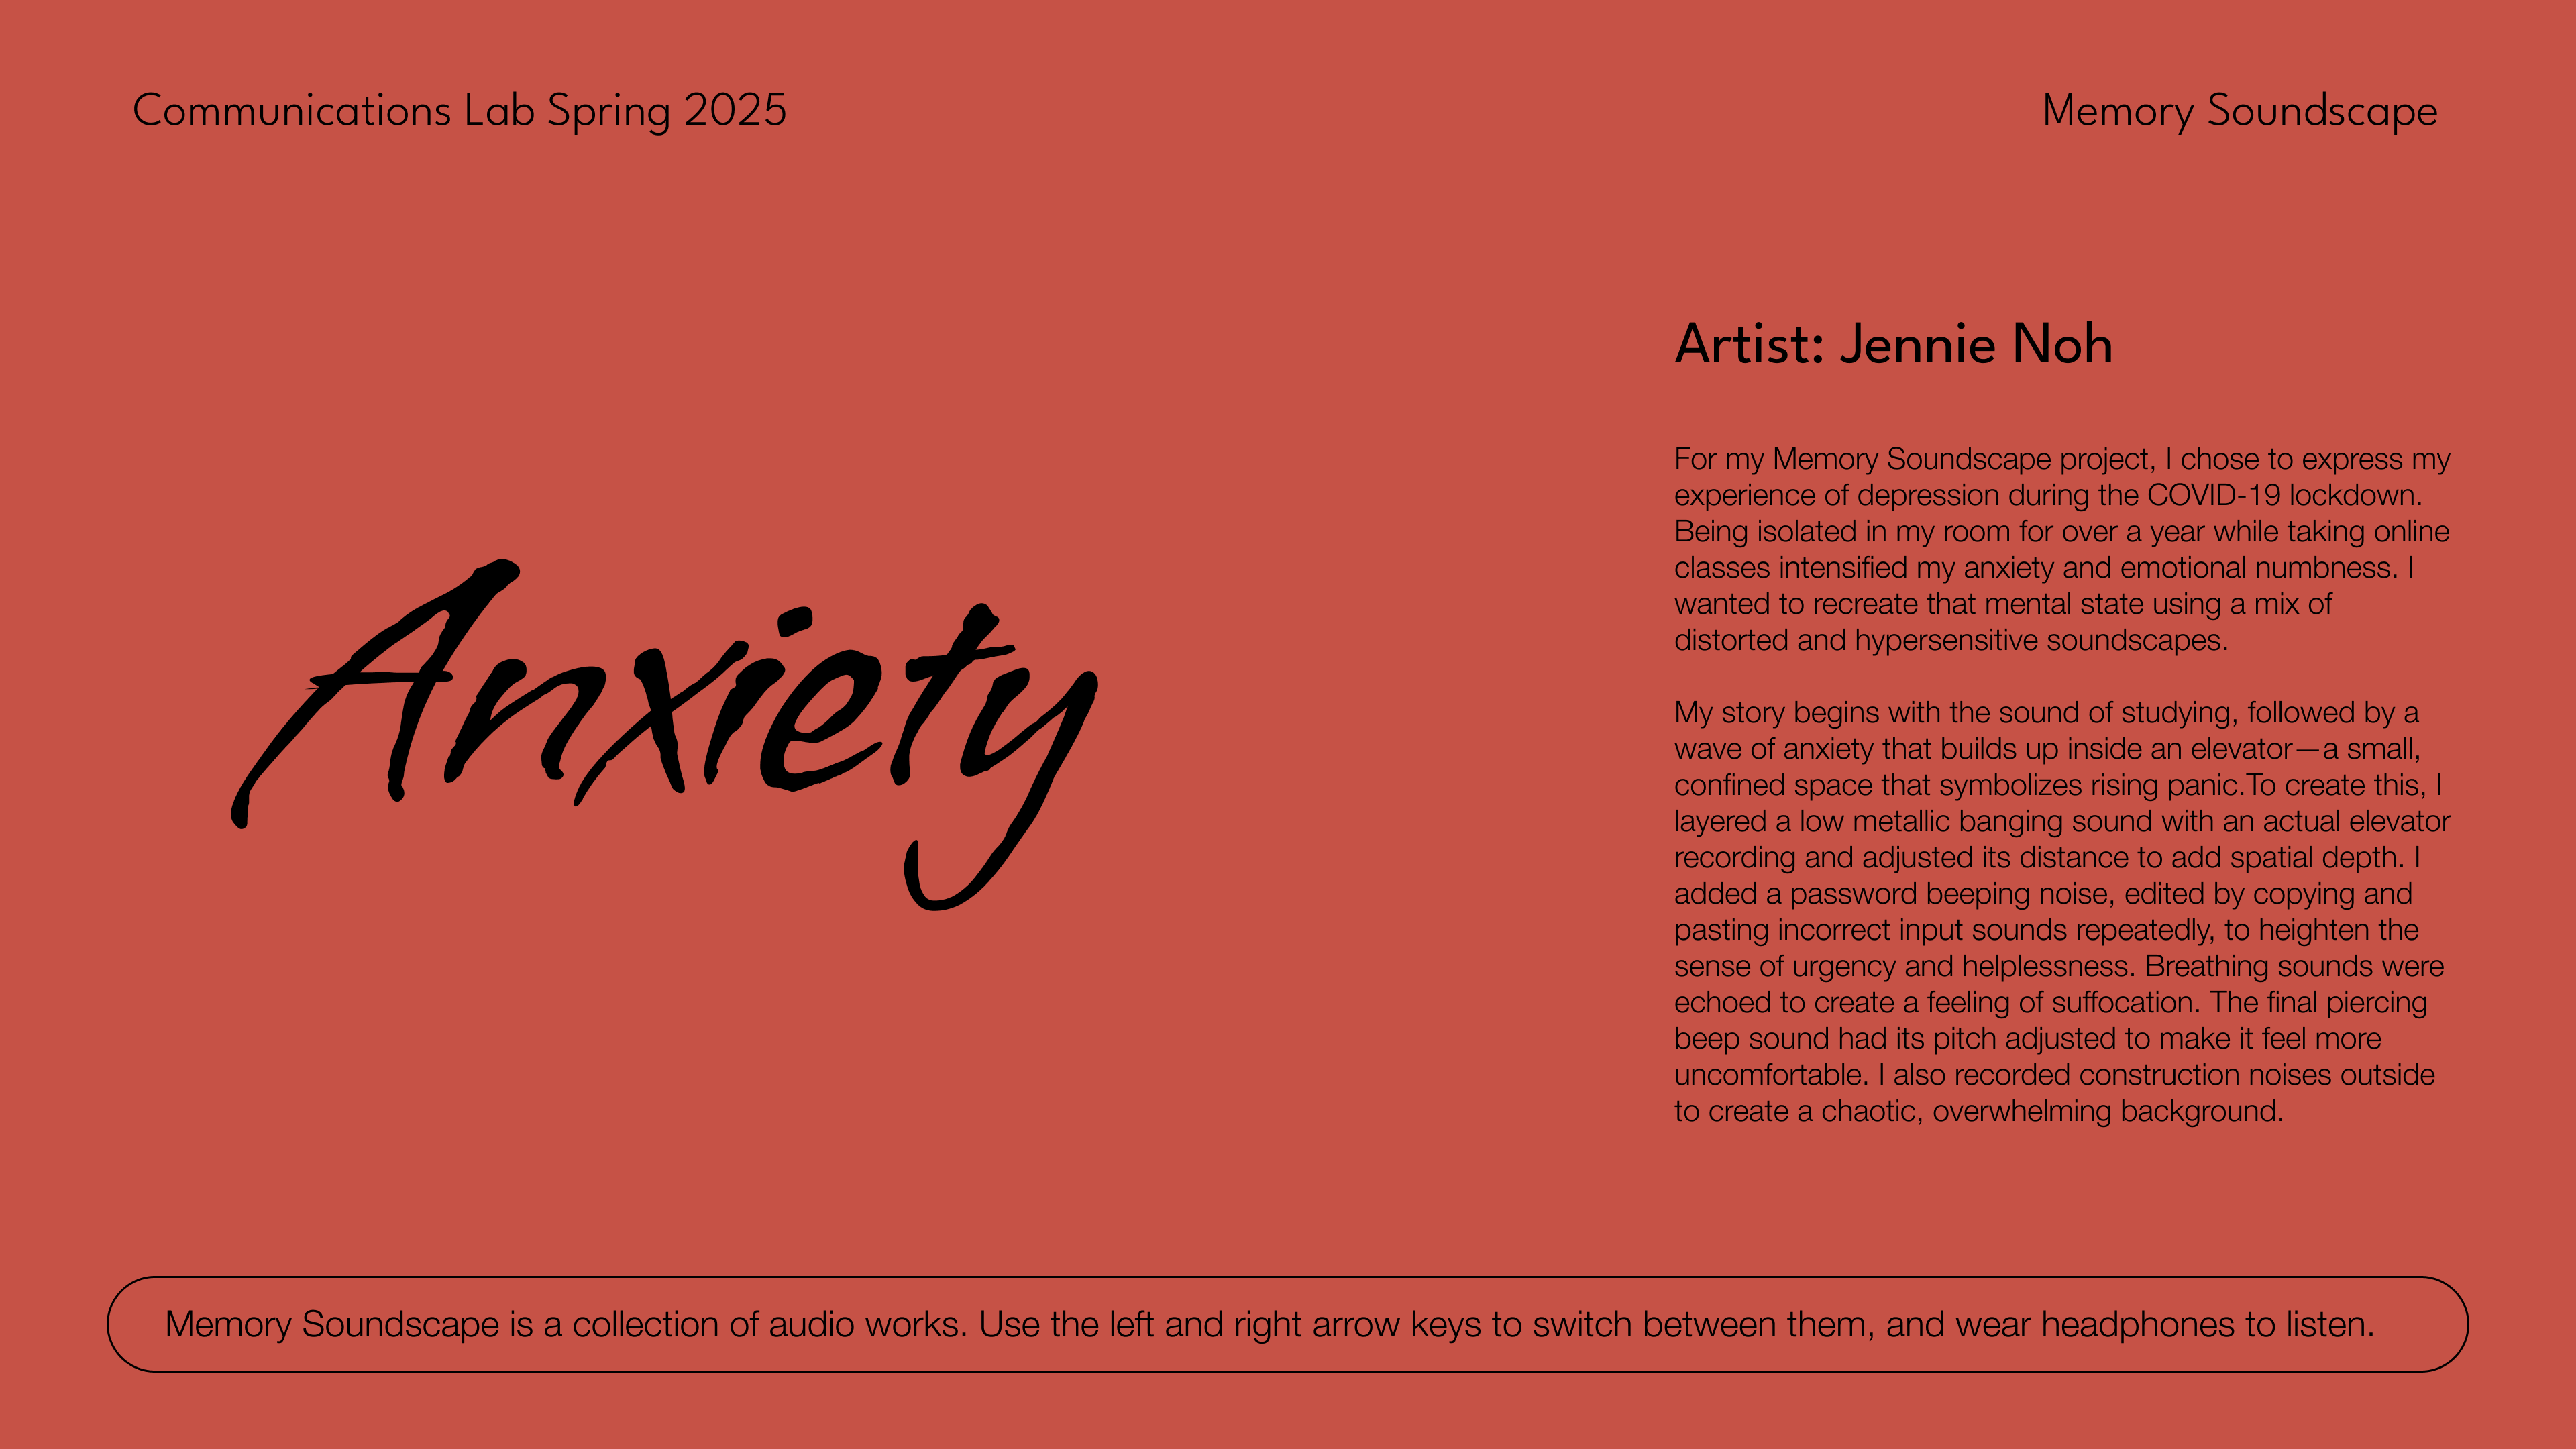 Communications Lab Spring 2025
Memory Soundscape
Anxiety
Artist: Jennie Noh
For my Memory Soundscape project, I chose to express my
experience of depression during the COVID-19 lockdown.
Being isolated in my room for over a year while taking online
classes intensified my anxiety and emotional numbness. I
wanted to recreate that mental state using a mix of
distorted and hypersensitive soundscapes.
My story begins with the sound of studying, followed by a
wave of anxiety that builds up inside an elevator—a small,
confined space that symbolizes rising panic.To create this, I
layered a low metallic banging sound with an actual elevator
recording and adjusted its distance to add spatial depth. I
added a password beeping noise, edited by copying and
pasting incorrect input sounds repeatedly, to heighten the
sense of urgency and helplessness. Breathing sounds were
echoed to create a feeling of suffocation. The final piercing
beep sound had its pitch adjusted to make it feel more
uncomfortable. I also recorded construction noises outside
to create a chaotic, overwhelming background.
Memory Soundscape is a collection of audio works. Use the left and right arrow keys to switch between them, and wear headphones to listen.